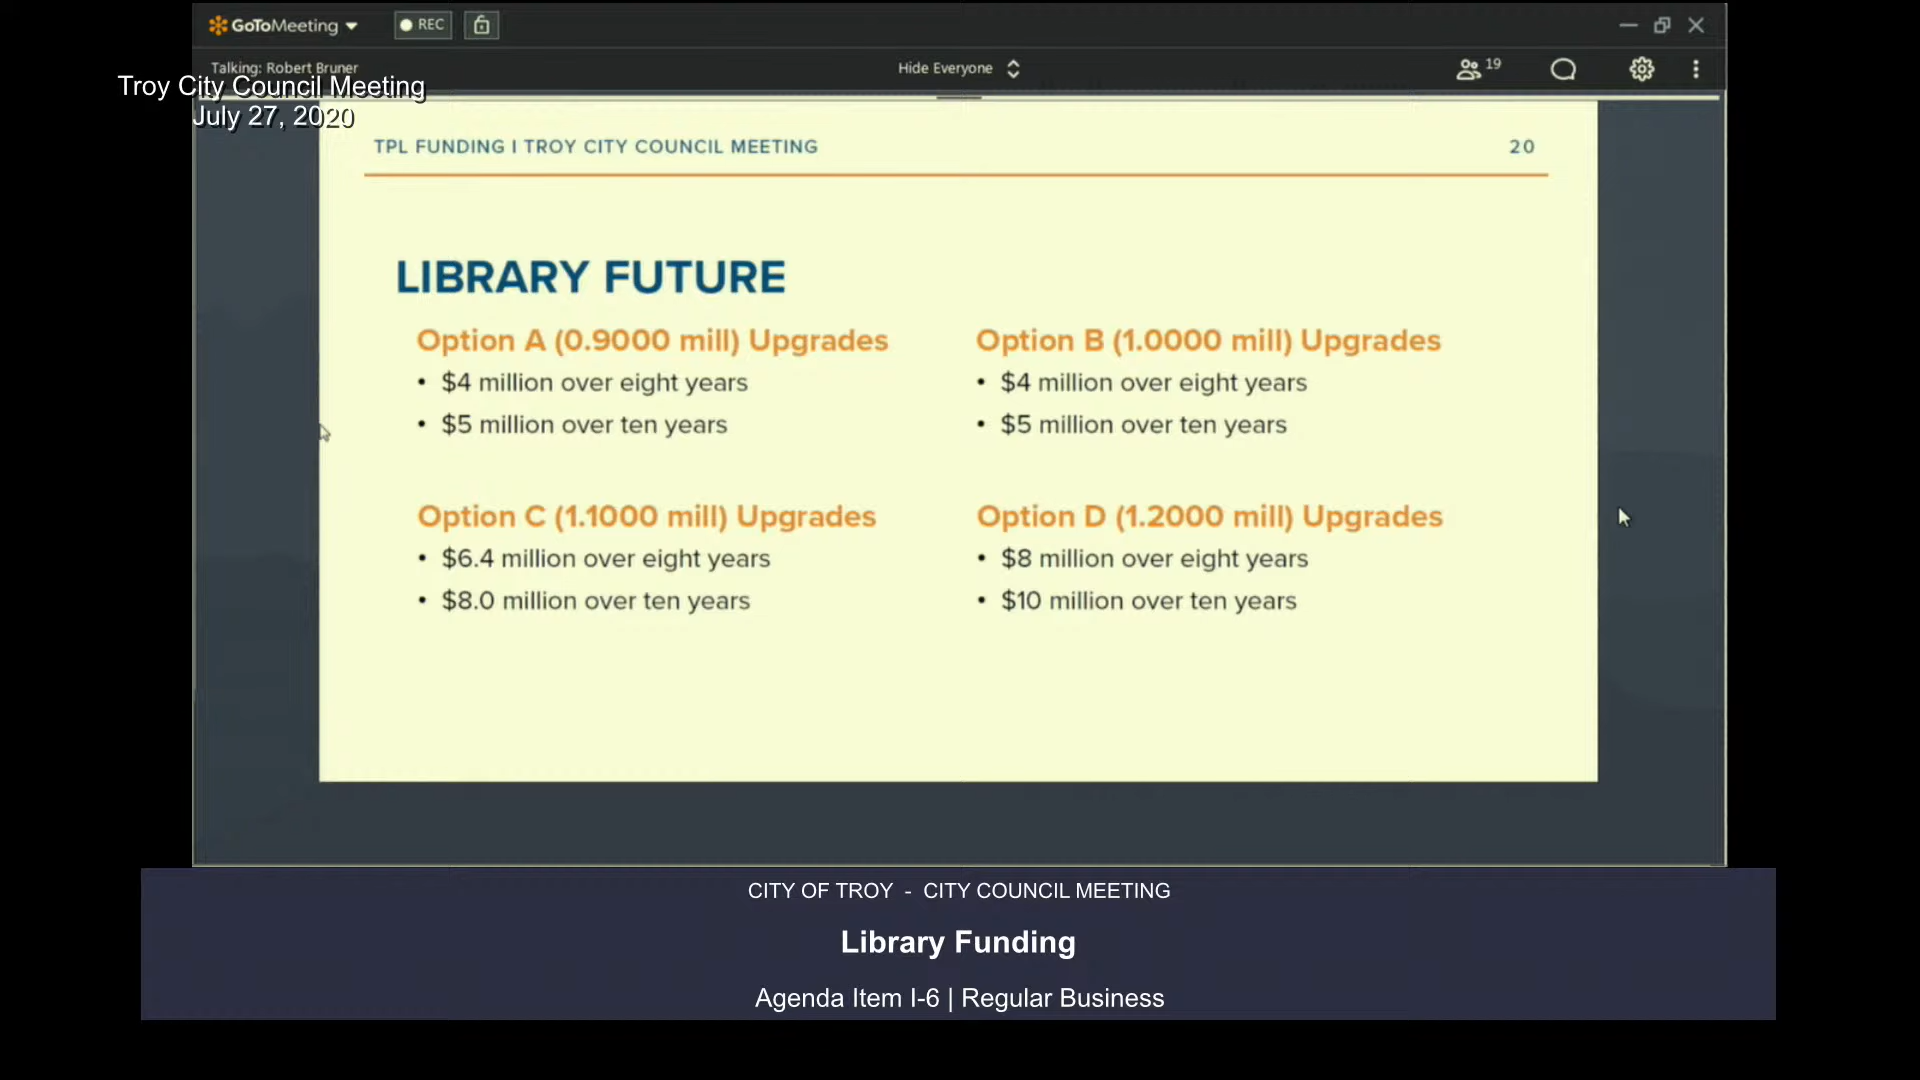 GoToMeeting
REC
Talking: Robert Bruner
Hide Everyone
19
Troy City Council Meeting
July 27, 2020
TPL FUNDING I TROY CITY COUNCIL MEETING
20
LIBRARY FUTURE
Option A (0.9000 mill) Upgrades
• $4 million over eight years
• $5 million over ten years
Option B (1.0000 mill) Upgrades
• $4 million over eight years
• $5 million over ten years
Option C (1.1000 mill) Upgrades
• $6.4 million over eight years
• $8.0 million over ten years
Option D (1.2000 mill) Upgrades
• $8 million over eight years
• $10 million over ten years
CITY OF TROY - CITY COUNCIL MEETING
Library Funding
Agenda Item I-6 | Regular Business